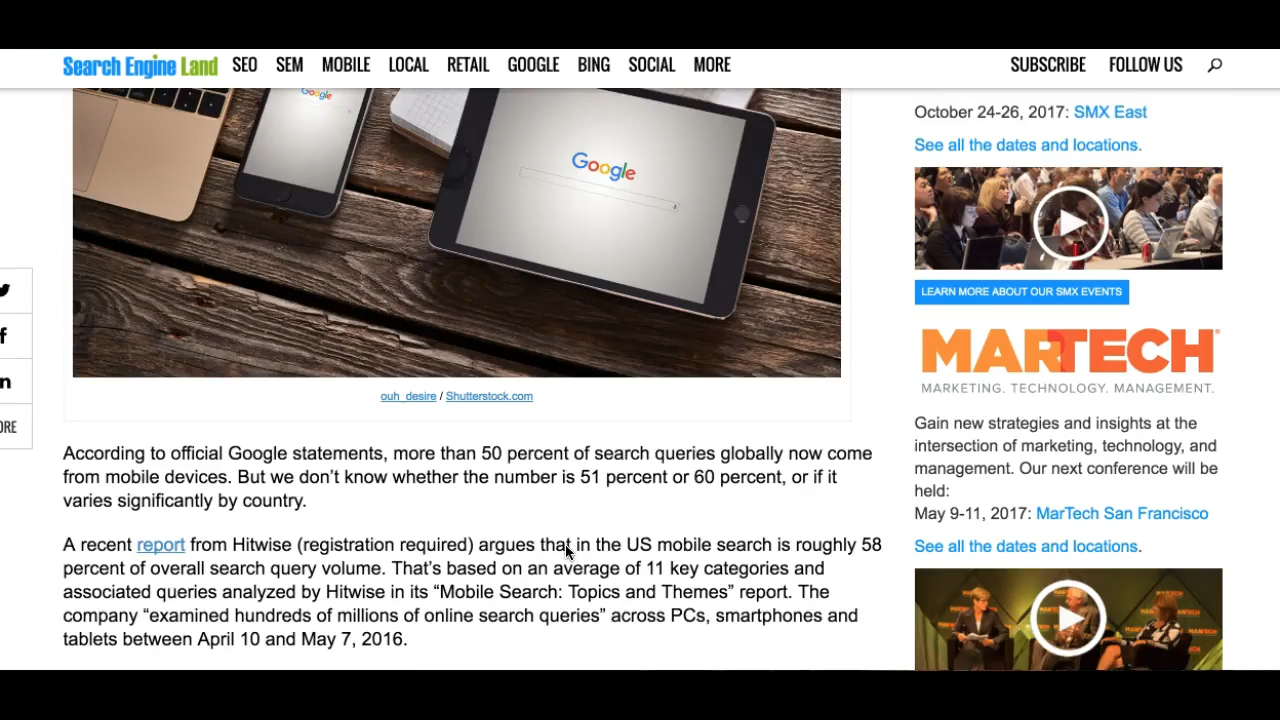 Search Engine Land SEO SEM MOBILE LOCAL RETAIL GOOGLE BING SOCIAL MORE SUBSCRIBE FOLLOW US
Google
Google
ORE
ouh_desire / Shutterstock.com
According to official Google statements, more than 50 percent of search queries globally now come
from mobile devices. But we don’t know whether the number is 51 percent or 60 percent, or if it
varies significantly by country.
A recent report from Hitwise (registration required) argues that in the US mobile search is roughly 58
percent of overall search query volume. That’s based on an average of 11 key categories and
associated queries analyzed by Hitwise in its “Mobile Search: Topics and Themes” report. The
company “examined hundreds of millions of online search queries” across PCs, smartphones and
tablets between April 10 and May 7, 2016.
October 24-26, 2017: SMX East
See all the dates and locations.
LEARN MORE ABOUT OUR SMX EVENTS
MARTECH®
MARKETING. TECHNOLOGY. MANAGEMENT.
Gain new strategies and insights at the
intersection of marketing, technology, and
management. Our next conference will be
held:
May 9-11, 2017: MarTech San Francisco
See all the dates and locations.